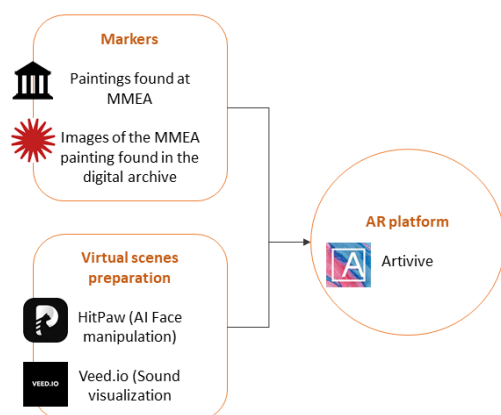 Markers
Paintings found at
MMEA
Images of the MMEA
painting found in the
digital archive
Virtual scenes
preparation
HitPaw (AI Face
manipulation)
VEED.IO
Veed.io (Sound
visualization
AR platform
A
Artivive